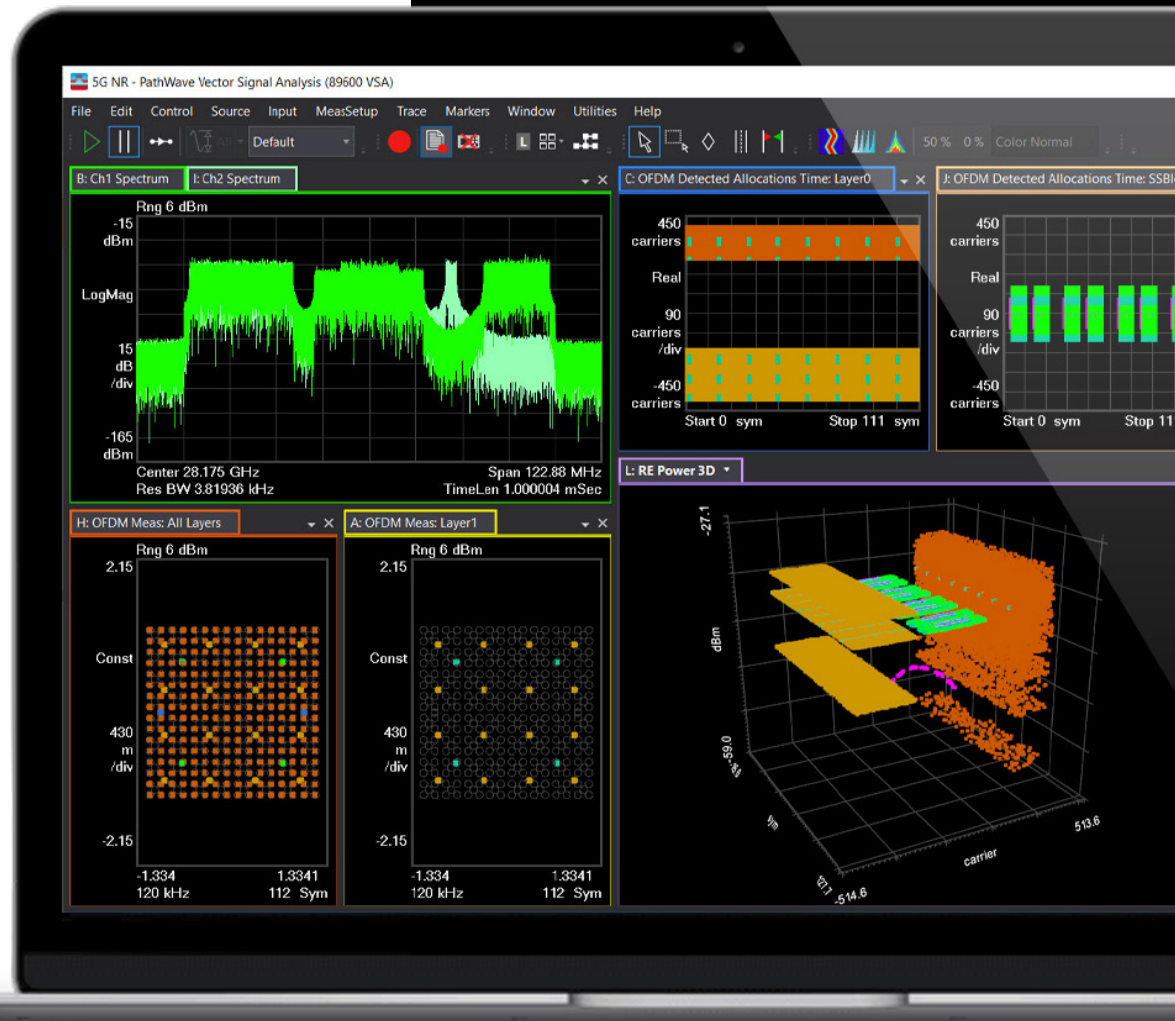 5G NR - PathWave Vector Signal Analysis (89600 VSA)
File Edit Control Source Input MeasSetup Trace Markers Window Utilities Help
All Default L 50 % 0 % Color Normal
B: Ch1 Spectrum I: Ch2 Spectrum
Rng 6 dBm
-15
dBm
LogMag
15
dB
/div
-165
dBm
Center 28.175 GHz Span 122.88 MHz
Res BW 3.81936 kHz TimeLen 1.000004 mSec
C: OFDM Detected Allocations Time: Layer0
450
carriers
Real
90
carriers
/div
-450
carriers
Start 0 sym Stop 111 sym
J: OFDM Detected Allocations Time:
450
carriers
Real
90
carriers
/div
-450
carriers
Start 0 sym Stop 11
H: OFDM Meas: All Layers
Rng 6 dBm
2.15
Const
430
m
/div
-2.15
-1.334 1.3341
120 kHz 112 Sym
A: OFDM Meas: Layer1
Rng 6 dBm
2.15
Const
430
m
/div
-2.15
-1.334 1.3341
120 kHz 112 Sym
L: RE Power 3D
-27.1
dBm
-59.0
sym
carrier
513.6
-514.6